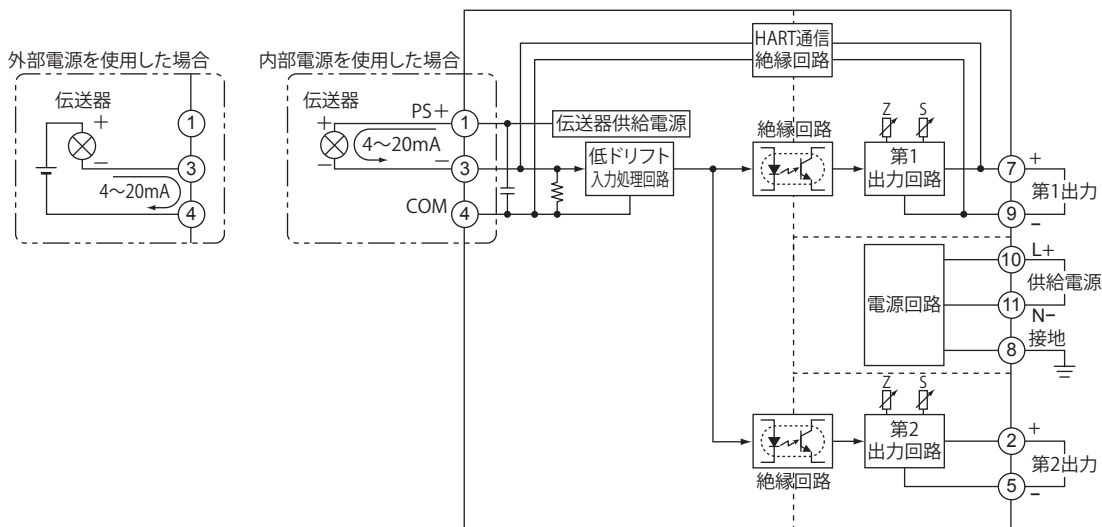 外部電源を使用した場合
伝送器
+
−
4〜20mA
1
3
4
内部電源を使用した場合
伝送器
+
−
4〜20mA
PS+
1
−
3
COM
4
伝送器供給電源
低ドリフト
入力処理回路
HART通信
絶縁回路
絶縁回路
Z
S
第1
出力回路
7
+
第1出力
9
−
電源回路
10
L+
供給電源
11
N−
8
接地
絶縁回路
Z
S
第2
出力回路
2
+
第2出力
5
−